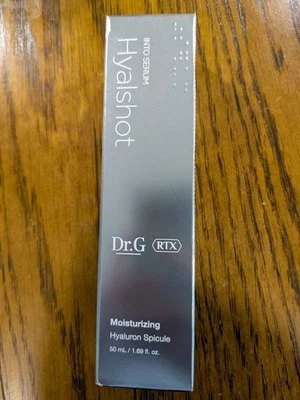 INTO SERUM
Hyalshot
Dr.G RTX
Moisturizing
Hyaluron Spicule
50 mL / 1.69 fl. oz.